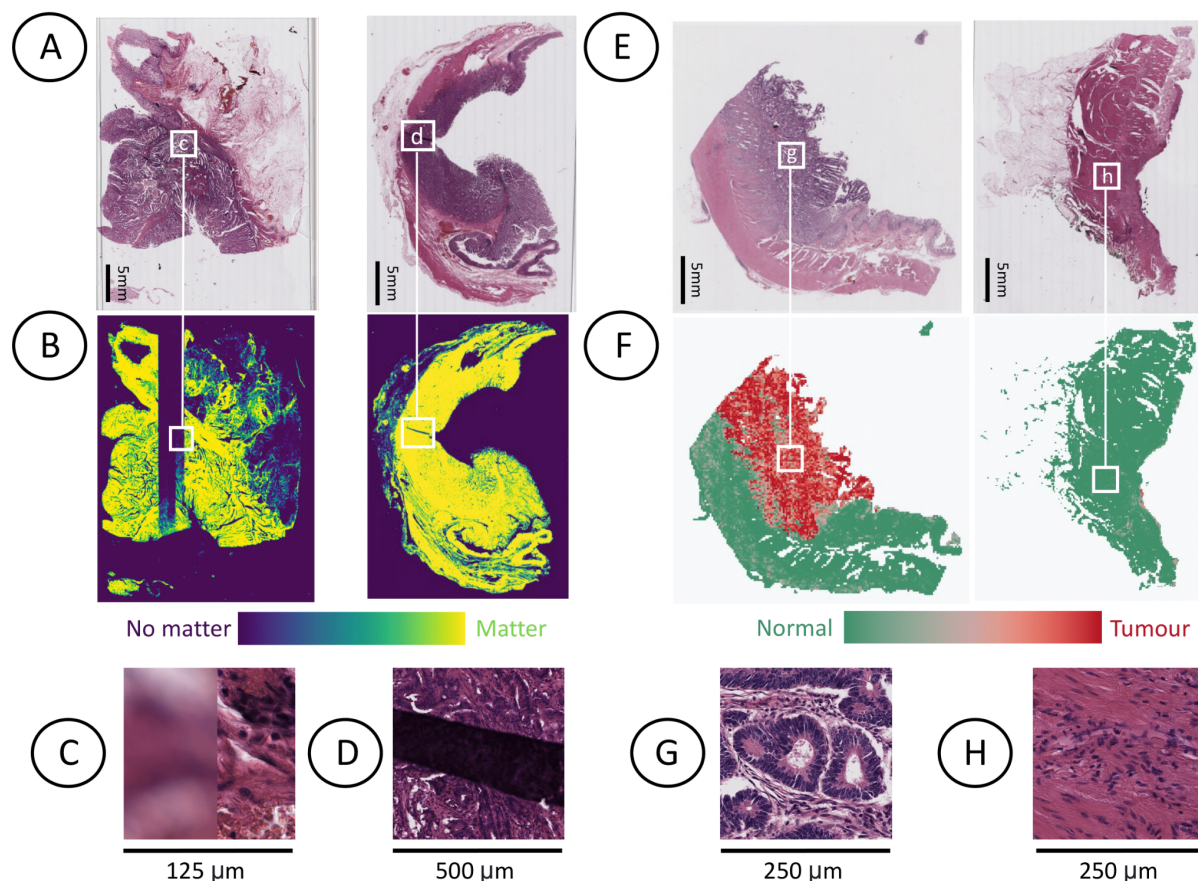 A
E
c
d
g
h
5mm
5mm
5mm
5mm
B
F
No matter
Matter
Normal
Tumour
C
D
G
H
125 µm
500 µm
250 µm
250 µm